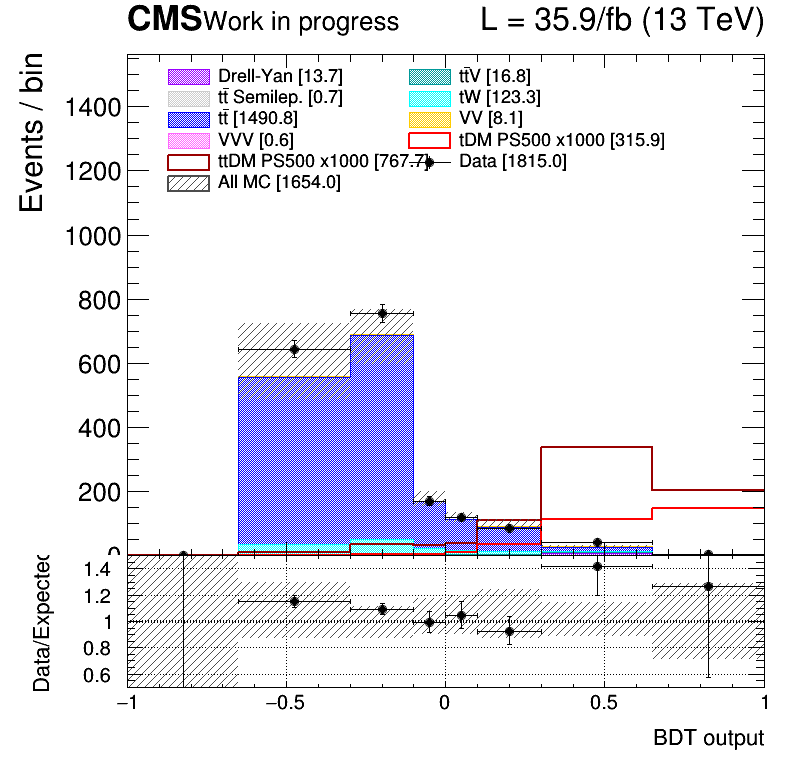 CMS Work in progress L = 35.9/fb (13 TeV)
Events / bin
1400
1200
1000
800
600
400
200
0
Drell-Yan [13.7]
tt̄V [16.8]
tt̄ Semilep. [0.7]
tW [123.3]
tt̄ [1490.8]
VV [8.1]
VVV [0.6]
tDM PS500 x1000 [315.9]
ttDM PS500 x1000 [767.7]
Data [1815.0]
All MC [1654.0]
Data/Expected
1.4
1.2
1
0.8
0.6
−1 −0.5 0 0.5 1
BDT output